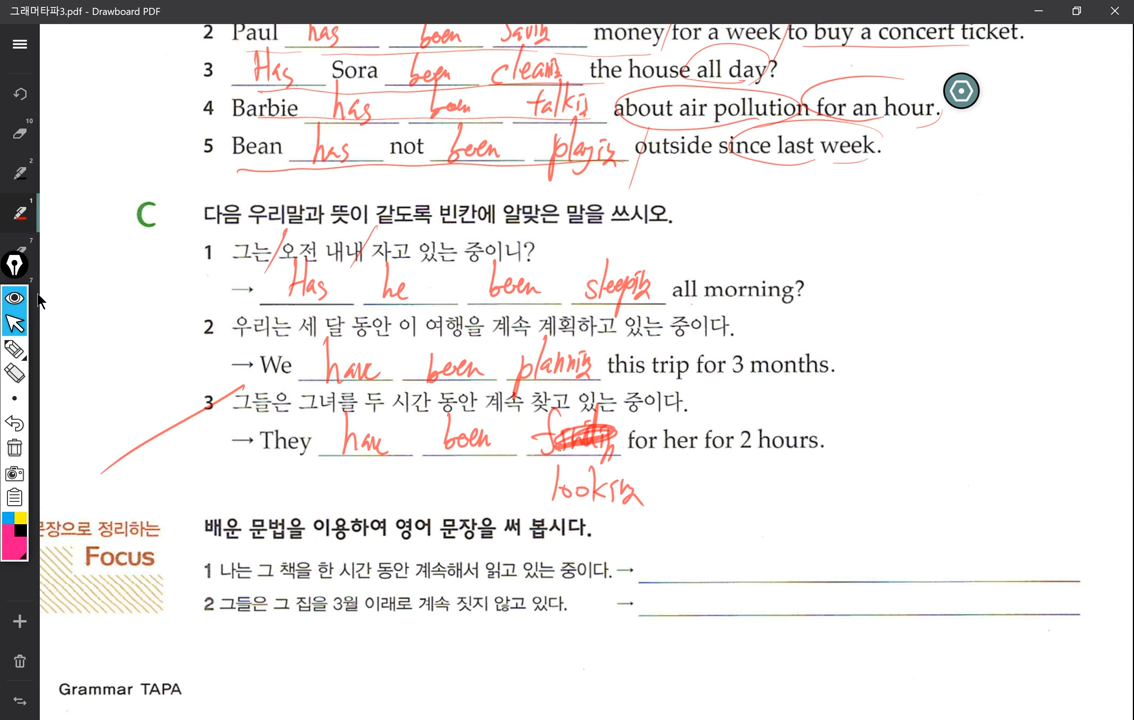 그래머타파3.pdf - Drawboard PDF
2 Paul has been saving money for a week to buy a concert ticket.
3 Has Sora been cleaning the house all day?
4 Barbie has been talking about air pollution for an hour.
5 Bean has not been playing outside since last week.
C 다음 우리말과 뜻이 같도록 빈칸에 알맞은 말을 쓰시오.
1 그는 오전 내내 자고 있는 중이니?
→ Has he been sleeping all morning?
2 우리는 세 달 동안 이 여행을 계속 계획하고 있는 중이다.
→ We have been planning this trip for 3 months.
3 그들은 그녀를 두 시간 동안 계속 찾고 있는 중이다.
→ They have been for her for 2 hours.
looking
문장으로 정리하는
Focus
배운 문법을 이용하여 영어 문장을 써 봅시다.
1 나는 그 책을 한 시간 동안 계속해서 읽고 있는 중이다. →
2 그들은 그 집을 3월 이래로 계속 짓지 않고 있다. →
Grammar TAPA